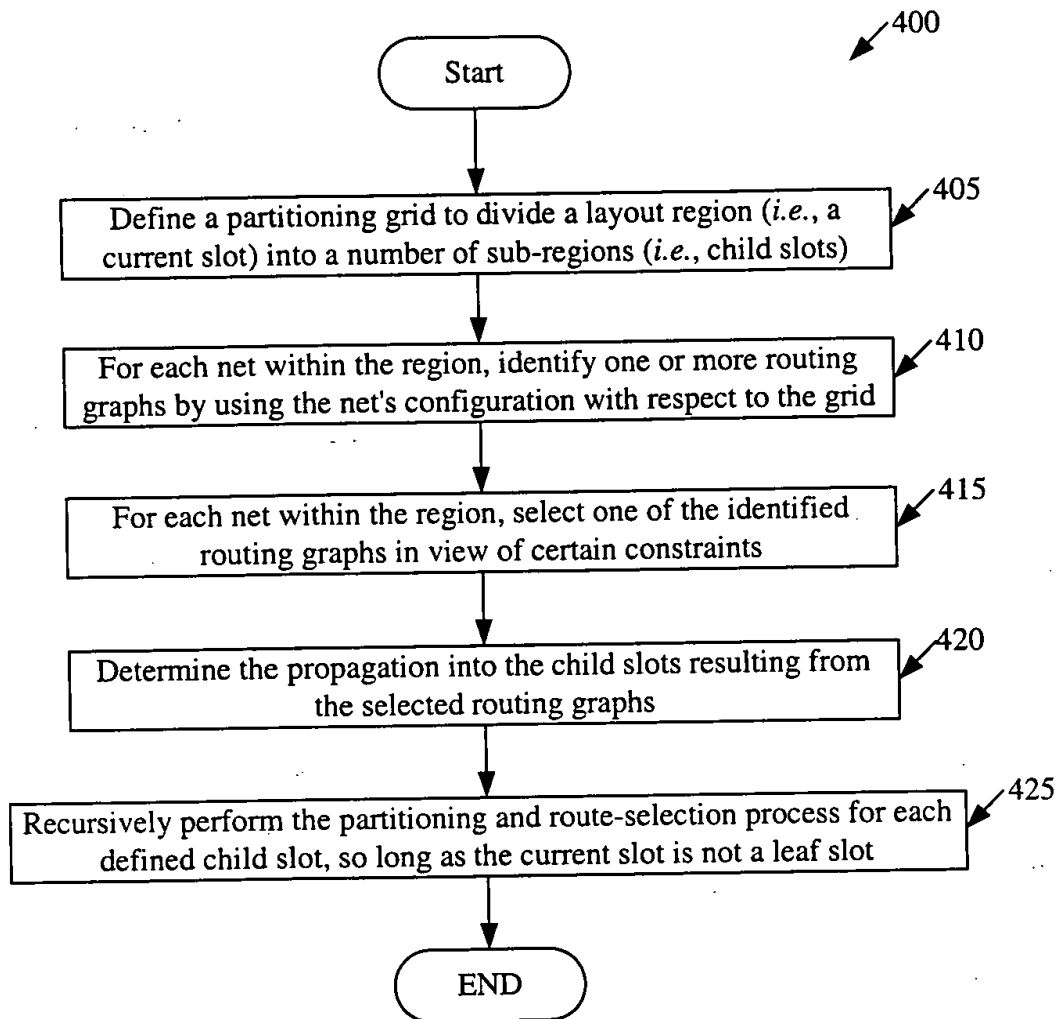 400
Start
405
Define a partitioning grid to divide a layout region (i.e., a
current slot) into a number of sub-regions (i.e., child slots)
410
For each net within the region, identify one or more routing
graphs by using the net's configuration with respect to the grid
415
For each net within the region, select one of the identified
routing graphs in view of certain constraints
420
Determine the propagation into the child slots resulting from
the selected routing graphs
425
Recursively perform the partitioning and route-selection process for each
defined child slot, so long as the current slot is not a leaf slot
END